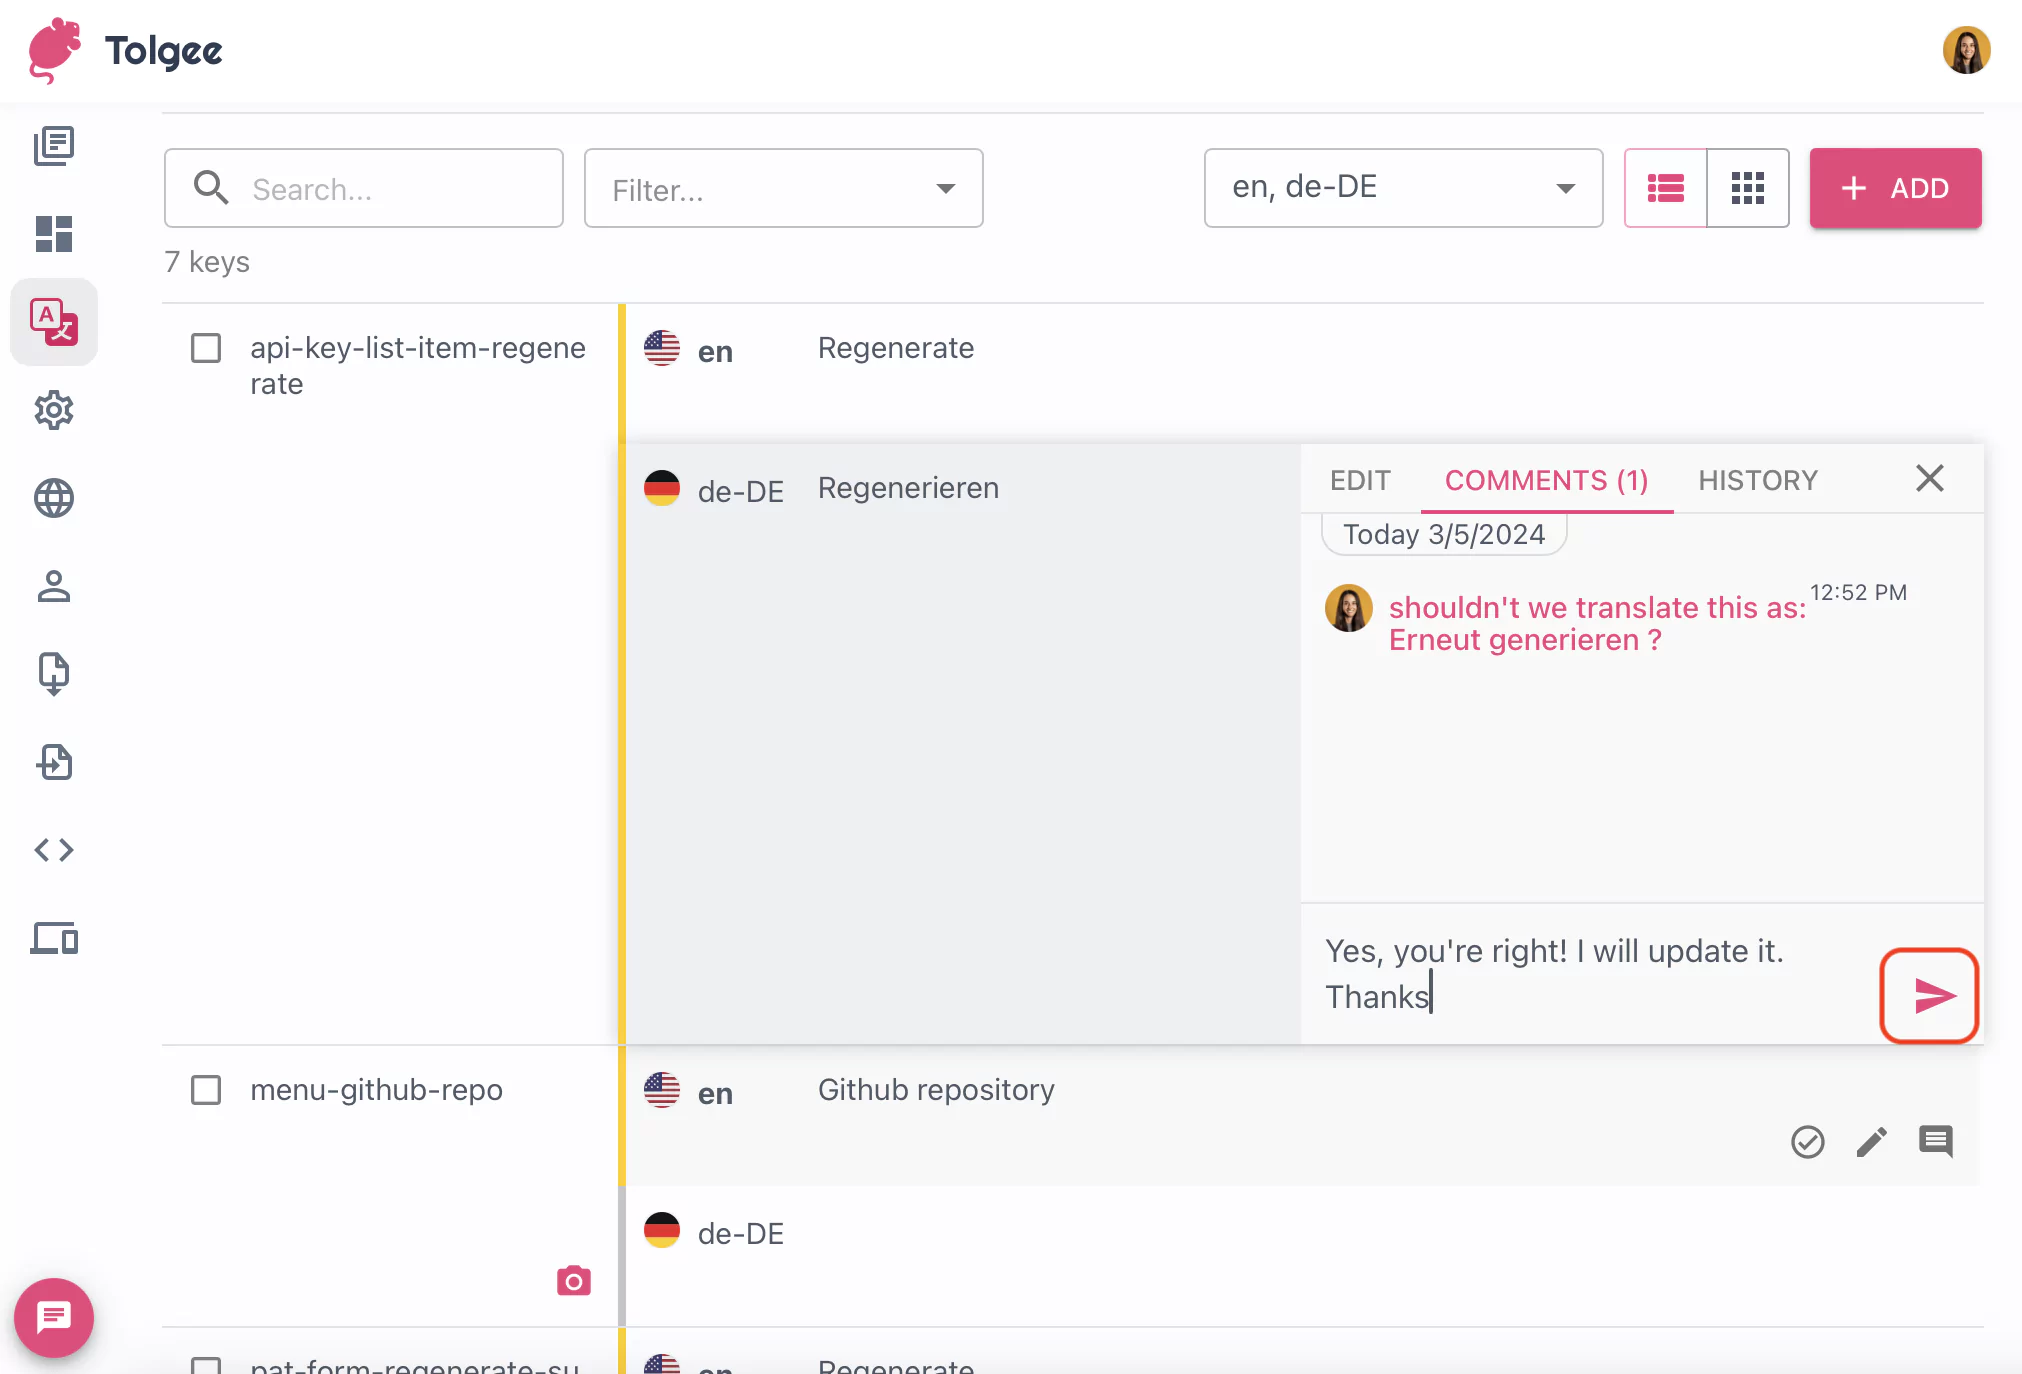 Tolgee
Search...
Filter...
en, de-DE
ADD
7 keys
api-key-list-item-regene
rate
en
Regenerate
de-DE
Regenerieren
EDIT
COMMENTS (1)
HISTORY
Today 3/5/2024
shouldn't we translate this as:
12:52 PM
Erneut generieren ?
Yes, you're right! I will update it.
Thanks
menu-github-repo
en
Github repository
de-DE
pat-form-regenerate-su
en
Regenerate